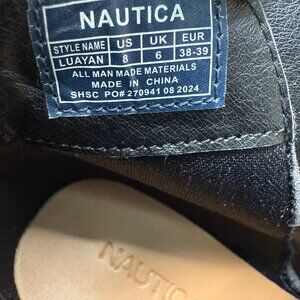 NAUTICA
STYLE NAME US UK EUR
LUAYAN 8 6 38-39
ALL MAN MADE MATERIALS
MADE IN CHINA
SHSC PO# 270941 08 2024
NAUTIC